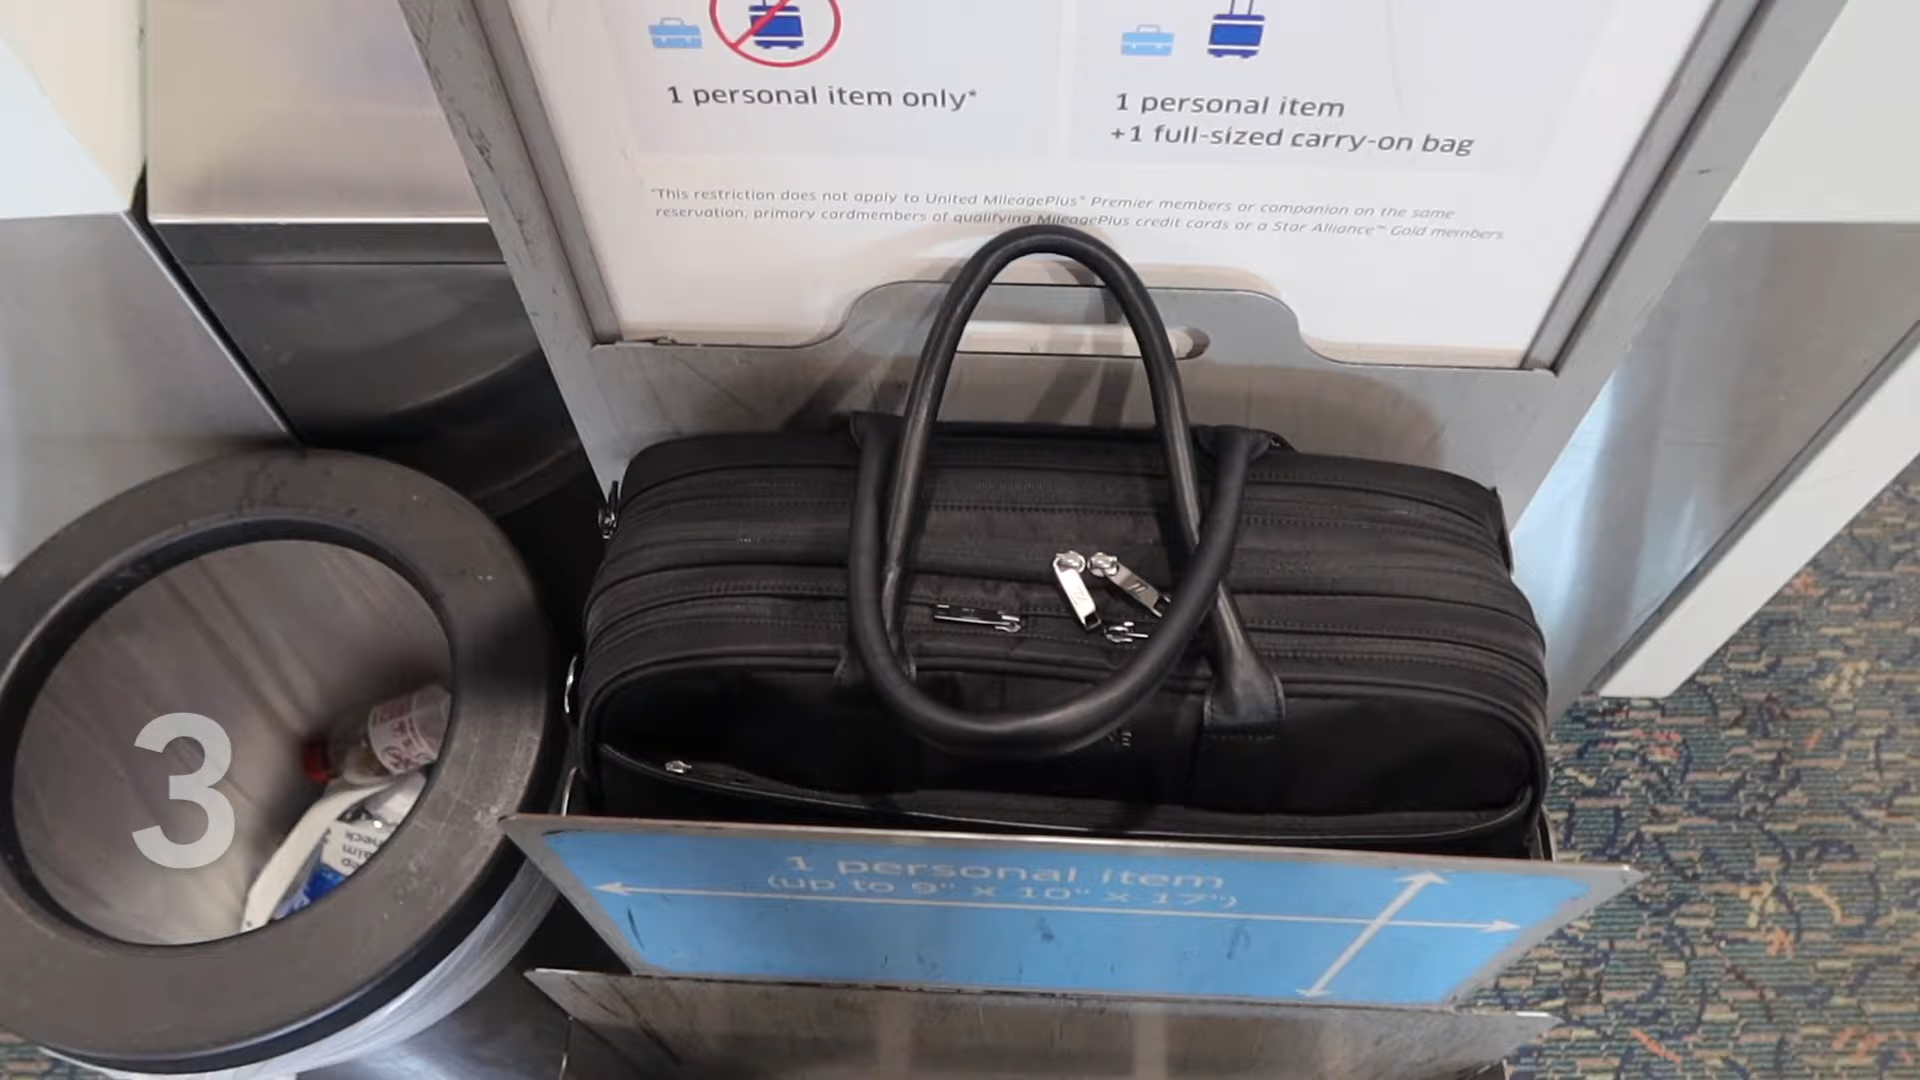 1 personal item only*
1 personal item
+1 full-sized carry-on bag
*This restriction does not apply to United MileagePlus® Premier members or companion on the same
reservation, primary cardmembers of qualifying MileagePlus credit cards or a Star Alliance™ Gold members
3
1 personal item
(up to 9" x 10" x 17")